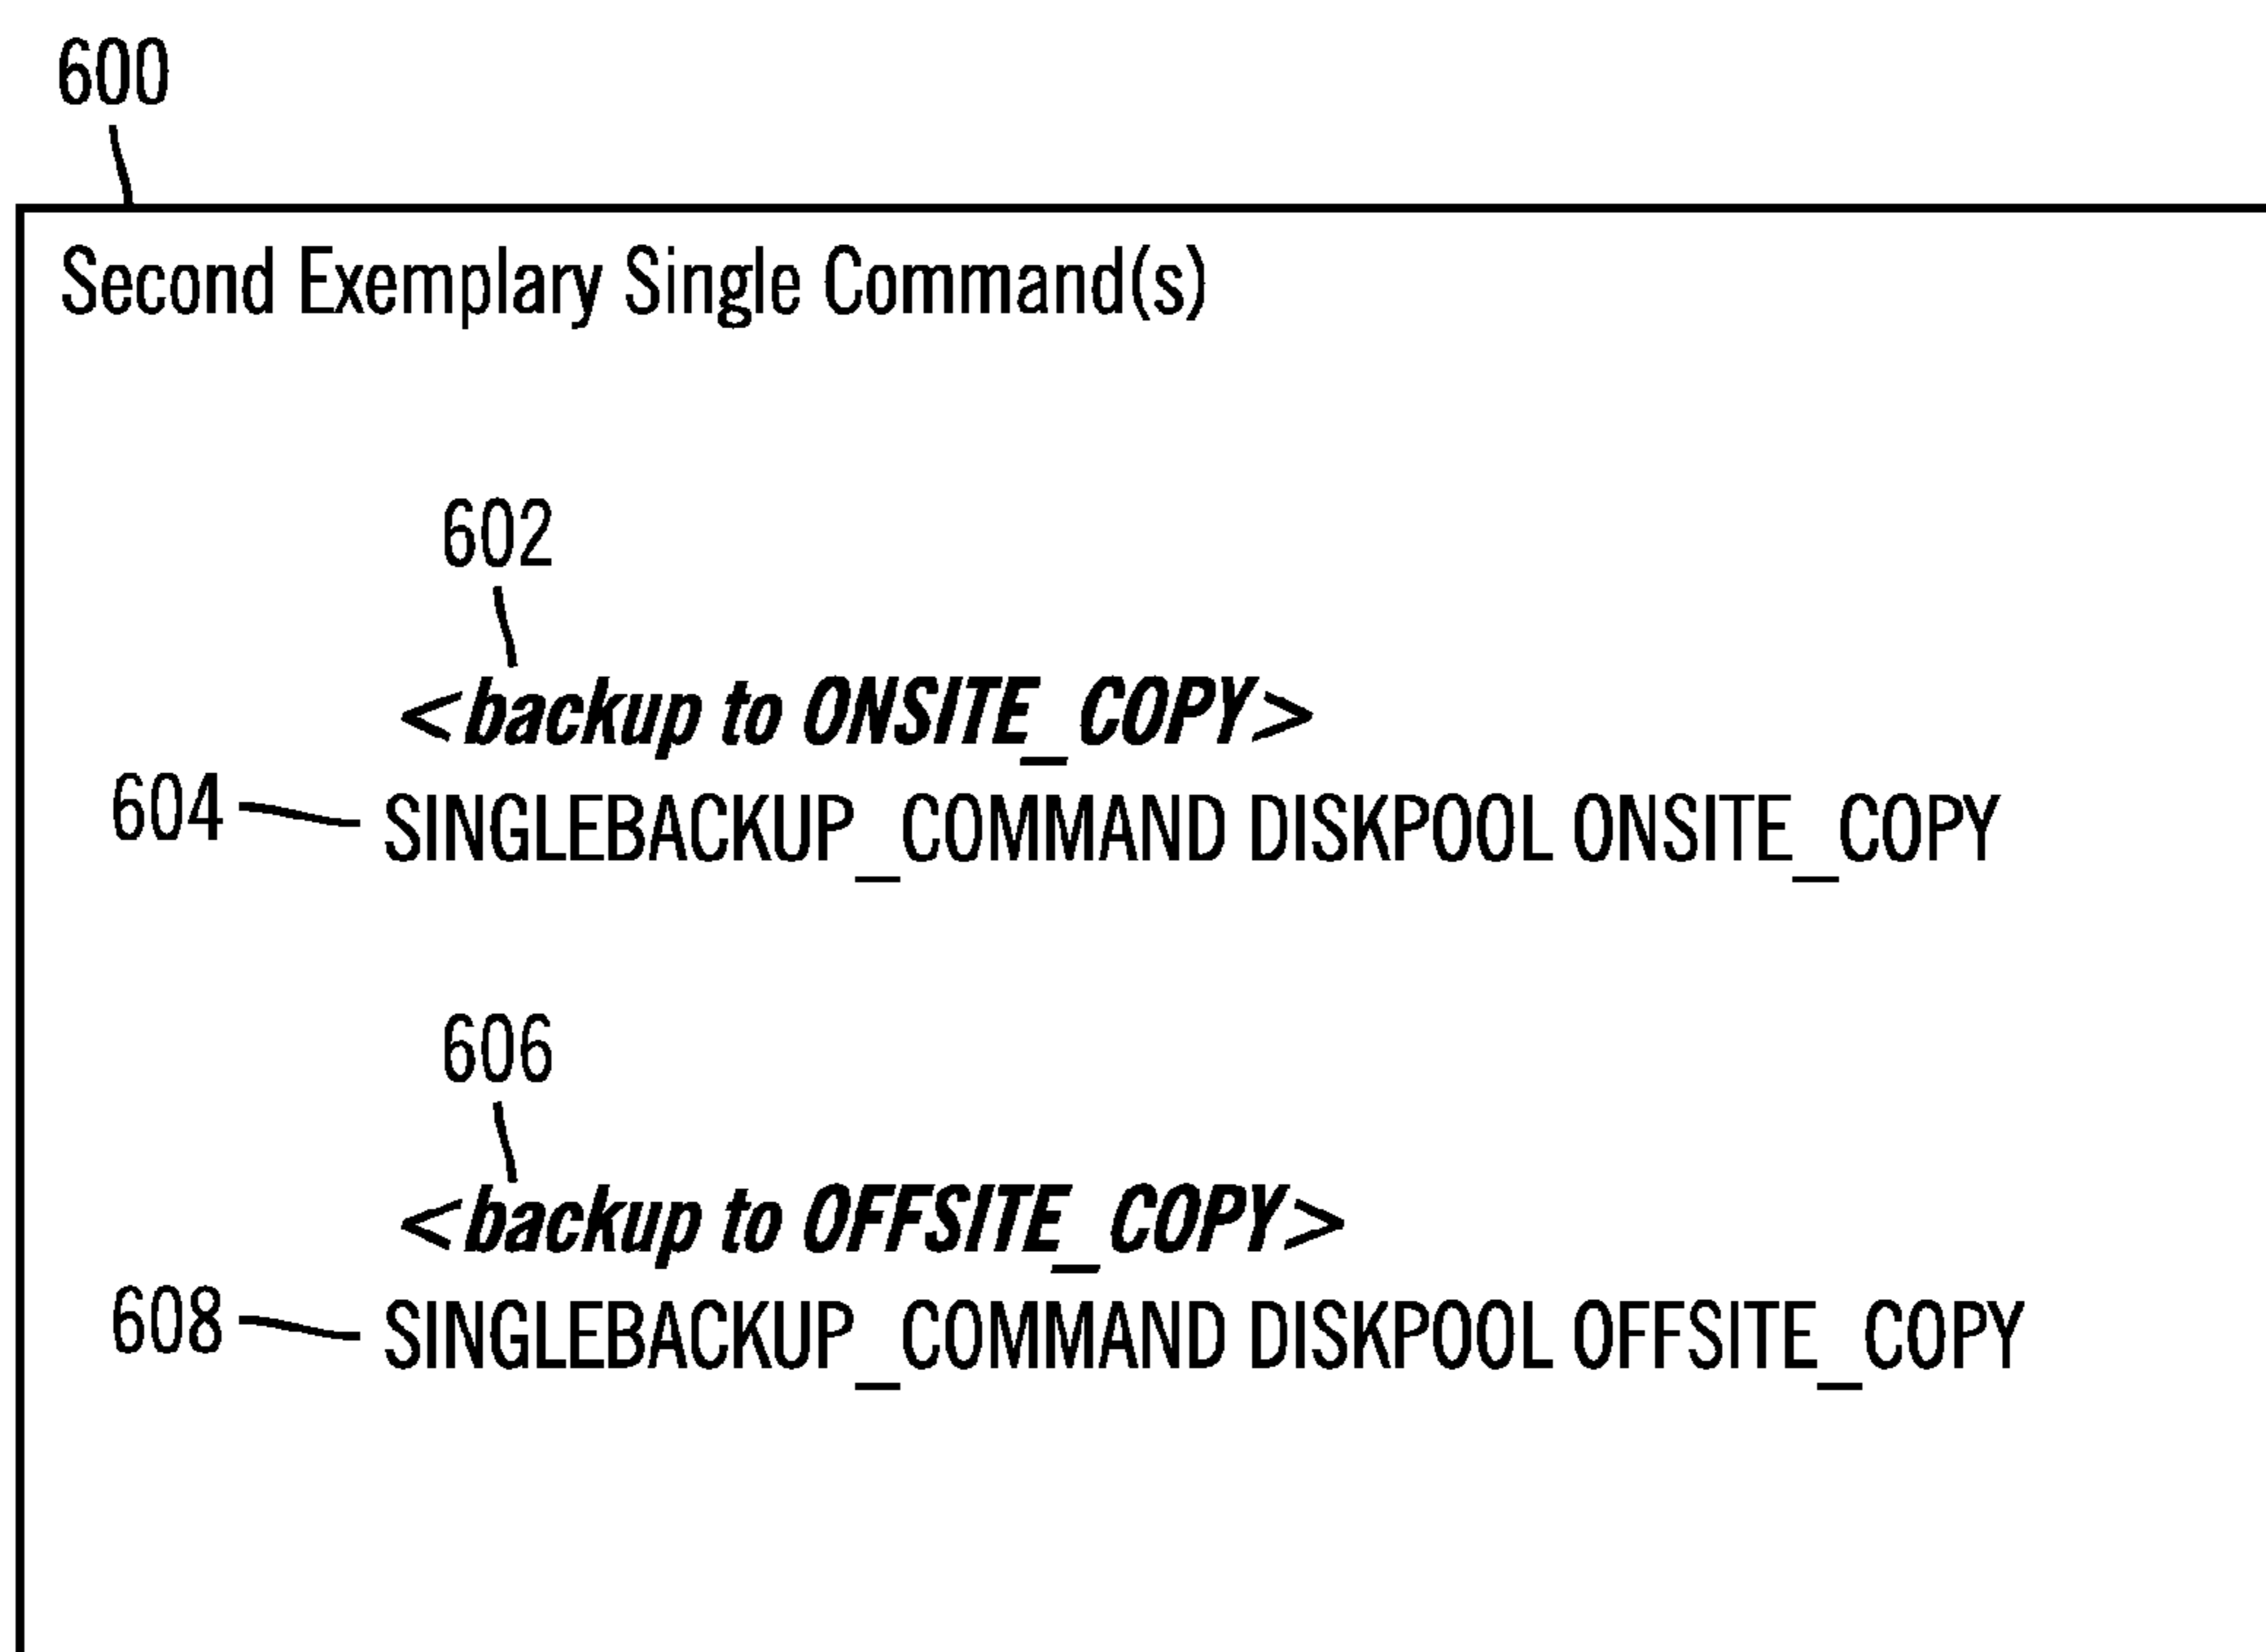 600
Second Exemplary Single Command(s)
602
<backup to ONSITE_COPY>
604 SINGLEBACKUP_COMMAND DISKPOOL ONSITE_COPY
606
<backup to OFFSITE_COPY>
608 SINGLEBACKUP_COMMAND DISKPOOL OFFSITE_COPY